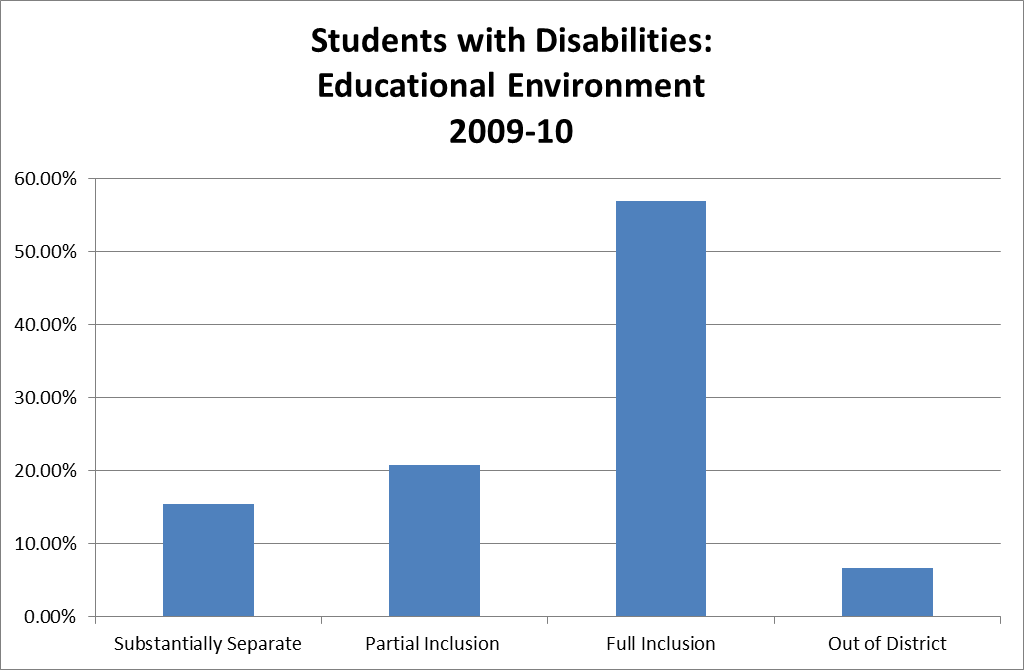 Students with Disabilities:
Educational Environment
2009-10
60.00%
50.00%
40.00%
30.00%
20.00%
10.00%
0.00%
Substantially Separate
Partial Inclusion
Full Inclusion
Out of District